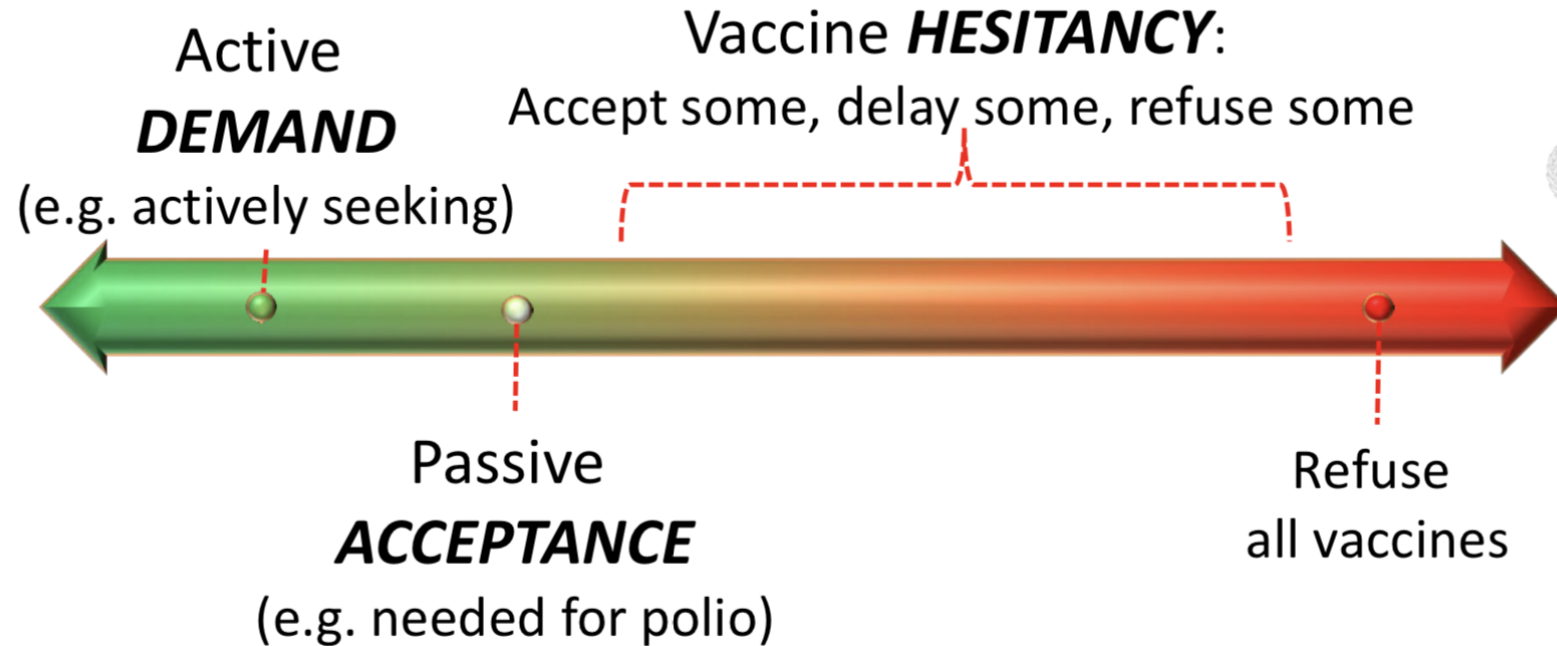 Active
DEMAND
(e.g. actively seeking)
Vaccine HESITANCY:
Accept some, delay some, refuse some
Passive
ACCEPTANCE
(e.g. needed for polio)
Refuse
all vaccines